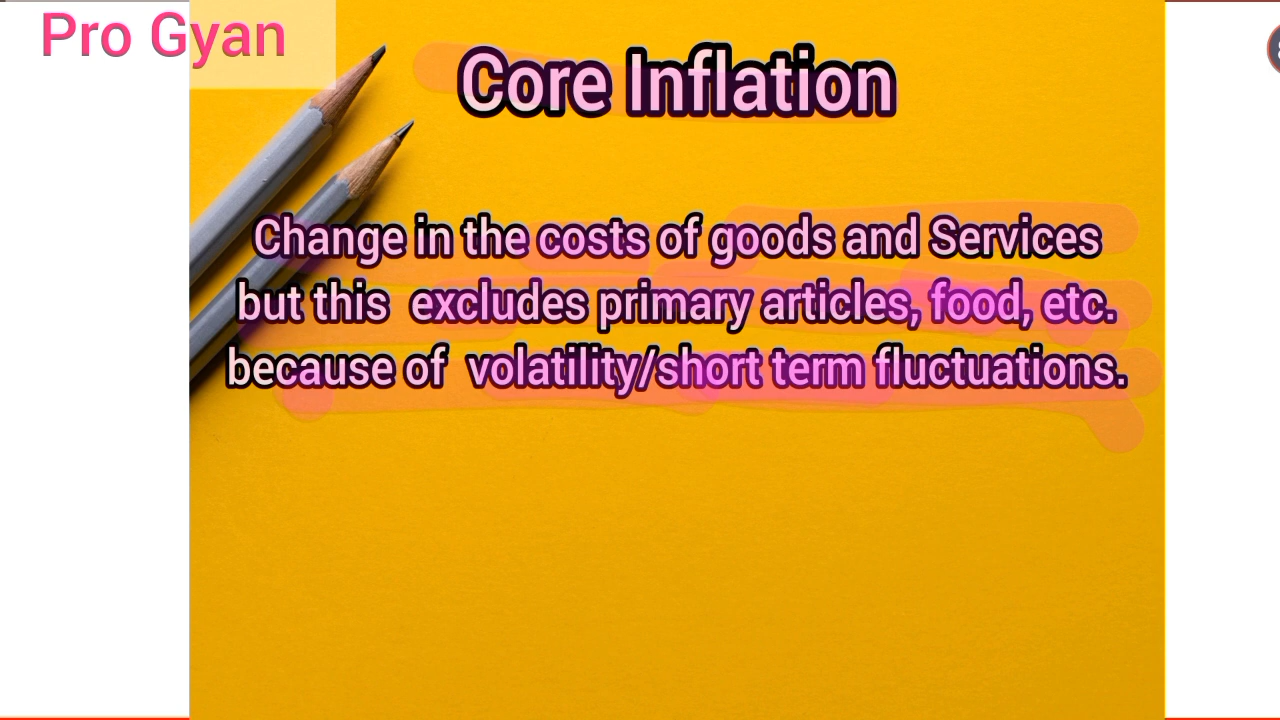 Pro Gyan
Core Inflation
Change in the costs of goods and Services
but this excludes primary articles, food, etc.
because of volatility/short term fluctuations.